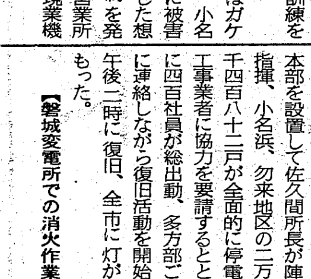 訓練を
はガケ
、小名
に被害
した想
を発
営業所
境業機
本部を設置して佐久間所長が陣
指揮、小名浜、勿来地区の二万
千四百八十二戸が全面的に停電
工事業者に協力を要請するとと
に四百社員が総出動、多方部ご
に連絡しながら復旧活動を開始
午後二時に復旧、全市に灯が
もった。
【磐城変電所での消火作業